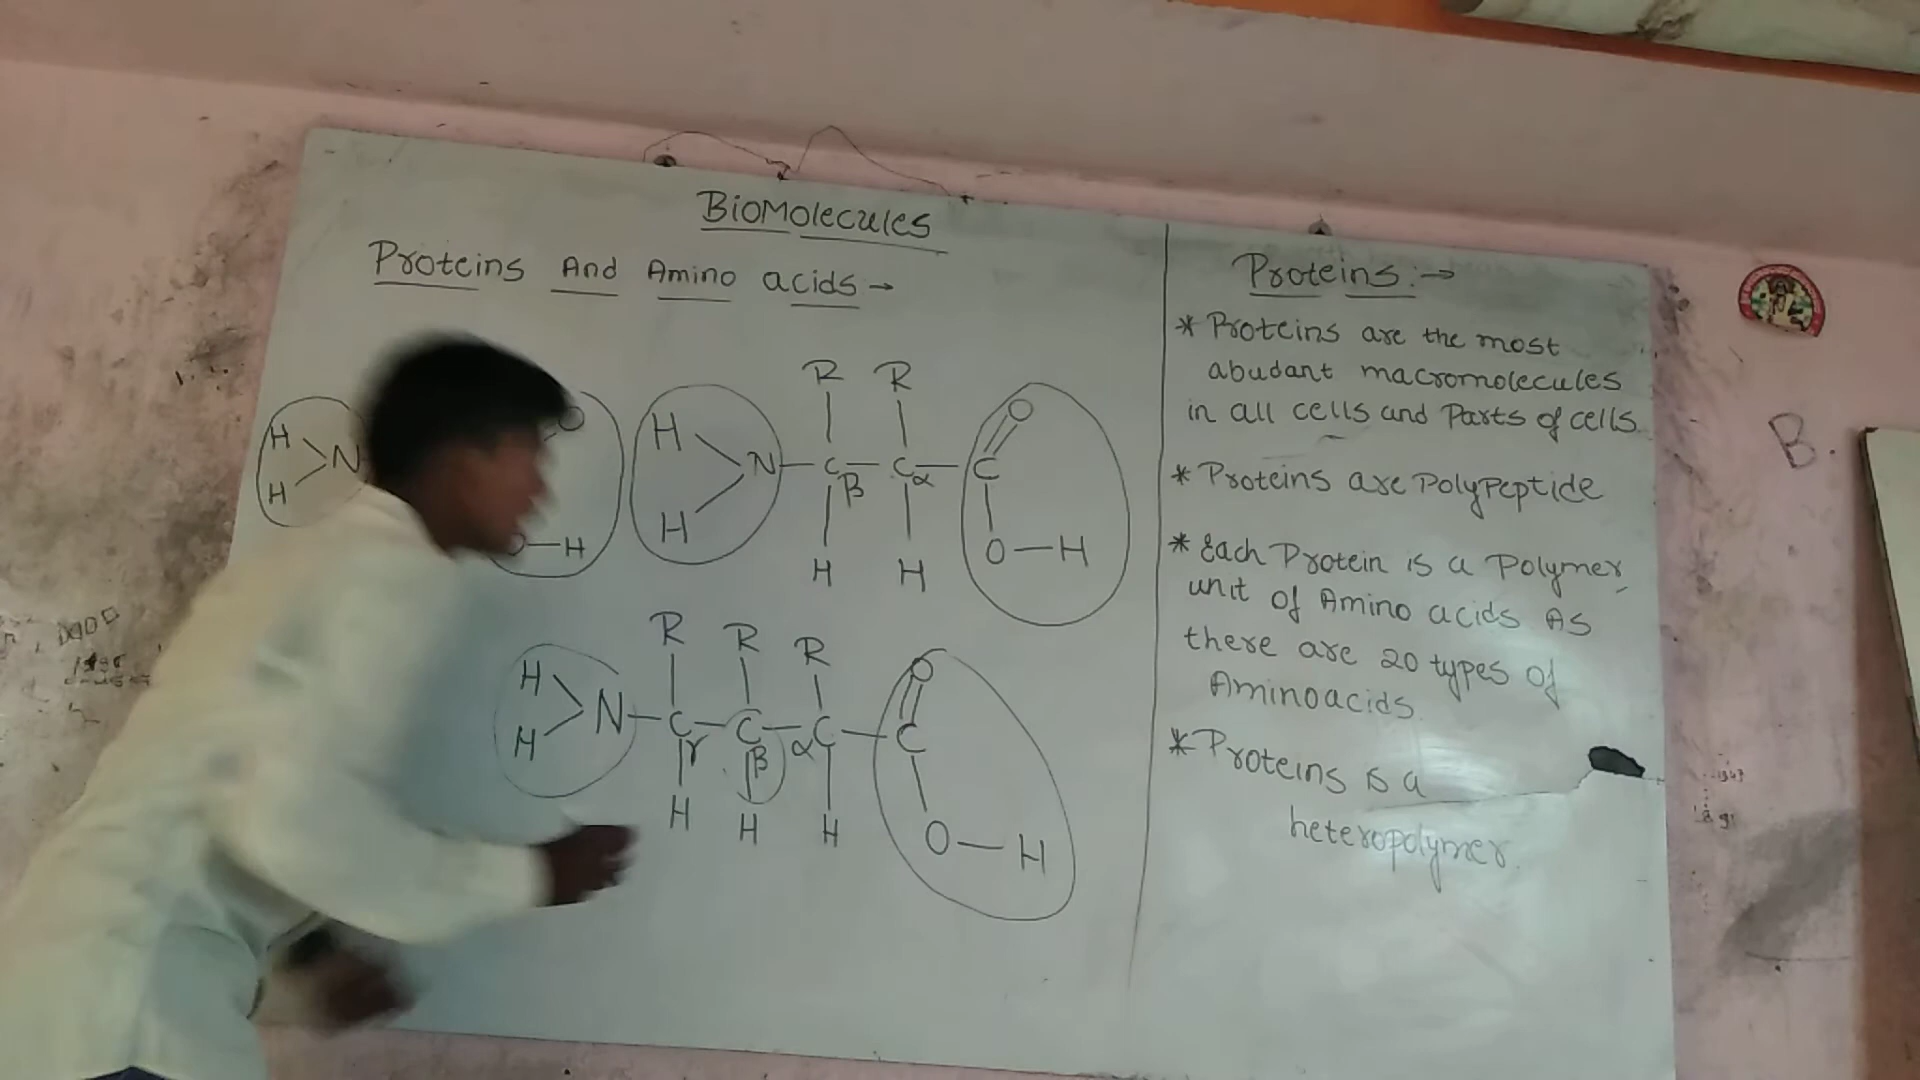 BioMolecules
Proteins And Amino acids →
H
H
N
O
O—H
H
H
N—C—C—C
β
α
R R
H H
O
O—H
R R R
H
H
N—C—C—C—C
γ
β
α
H H H
O
O—H
Proteins:→
* Proteins are the most
abudant macromolecules
in all cells and Parts of cells
* Proteins are Polypeptide
* Each Protein is a Polymer
unit of Amino acids As
there are 20 types of
Aminoacids
* Proteins is a
heteropolymer
B.